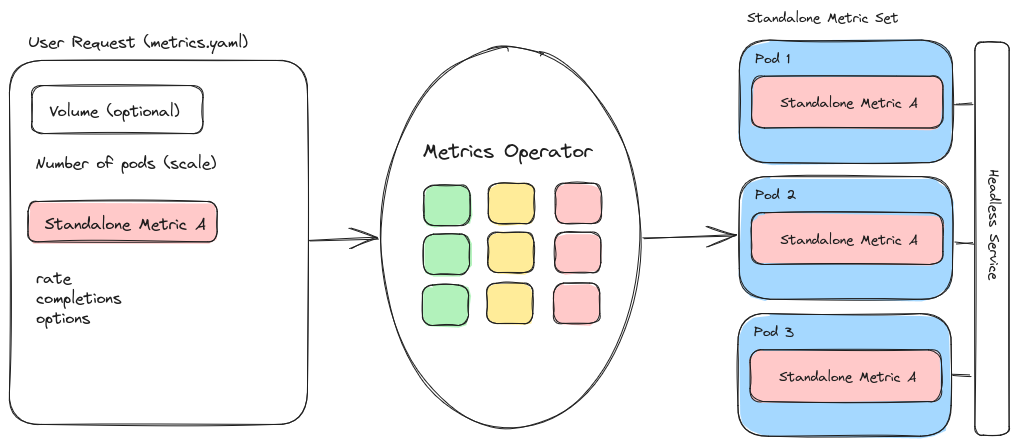 User Request (metrics.yaml)
Volume (optional)
Number of pods (scale)
Standalone Metric A
rate
completions
options
Metrics Operator
Standalone Metric Set
Pod 1
Standalone Metric A
Pod 2
Standalone Metric A
Pod 3
Standalone Metric A
Headless Service